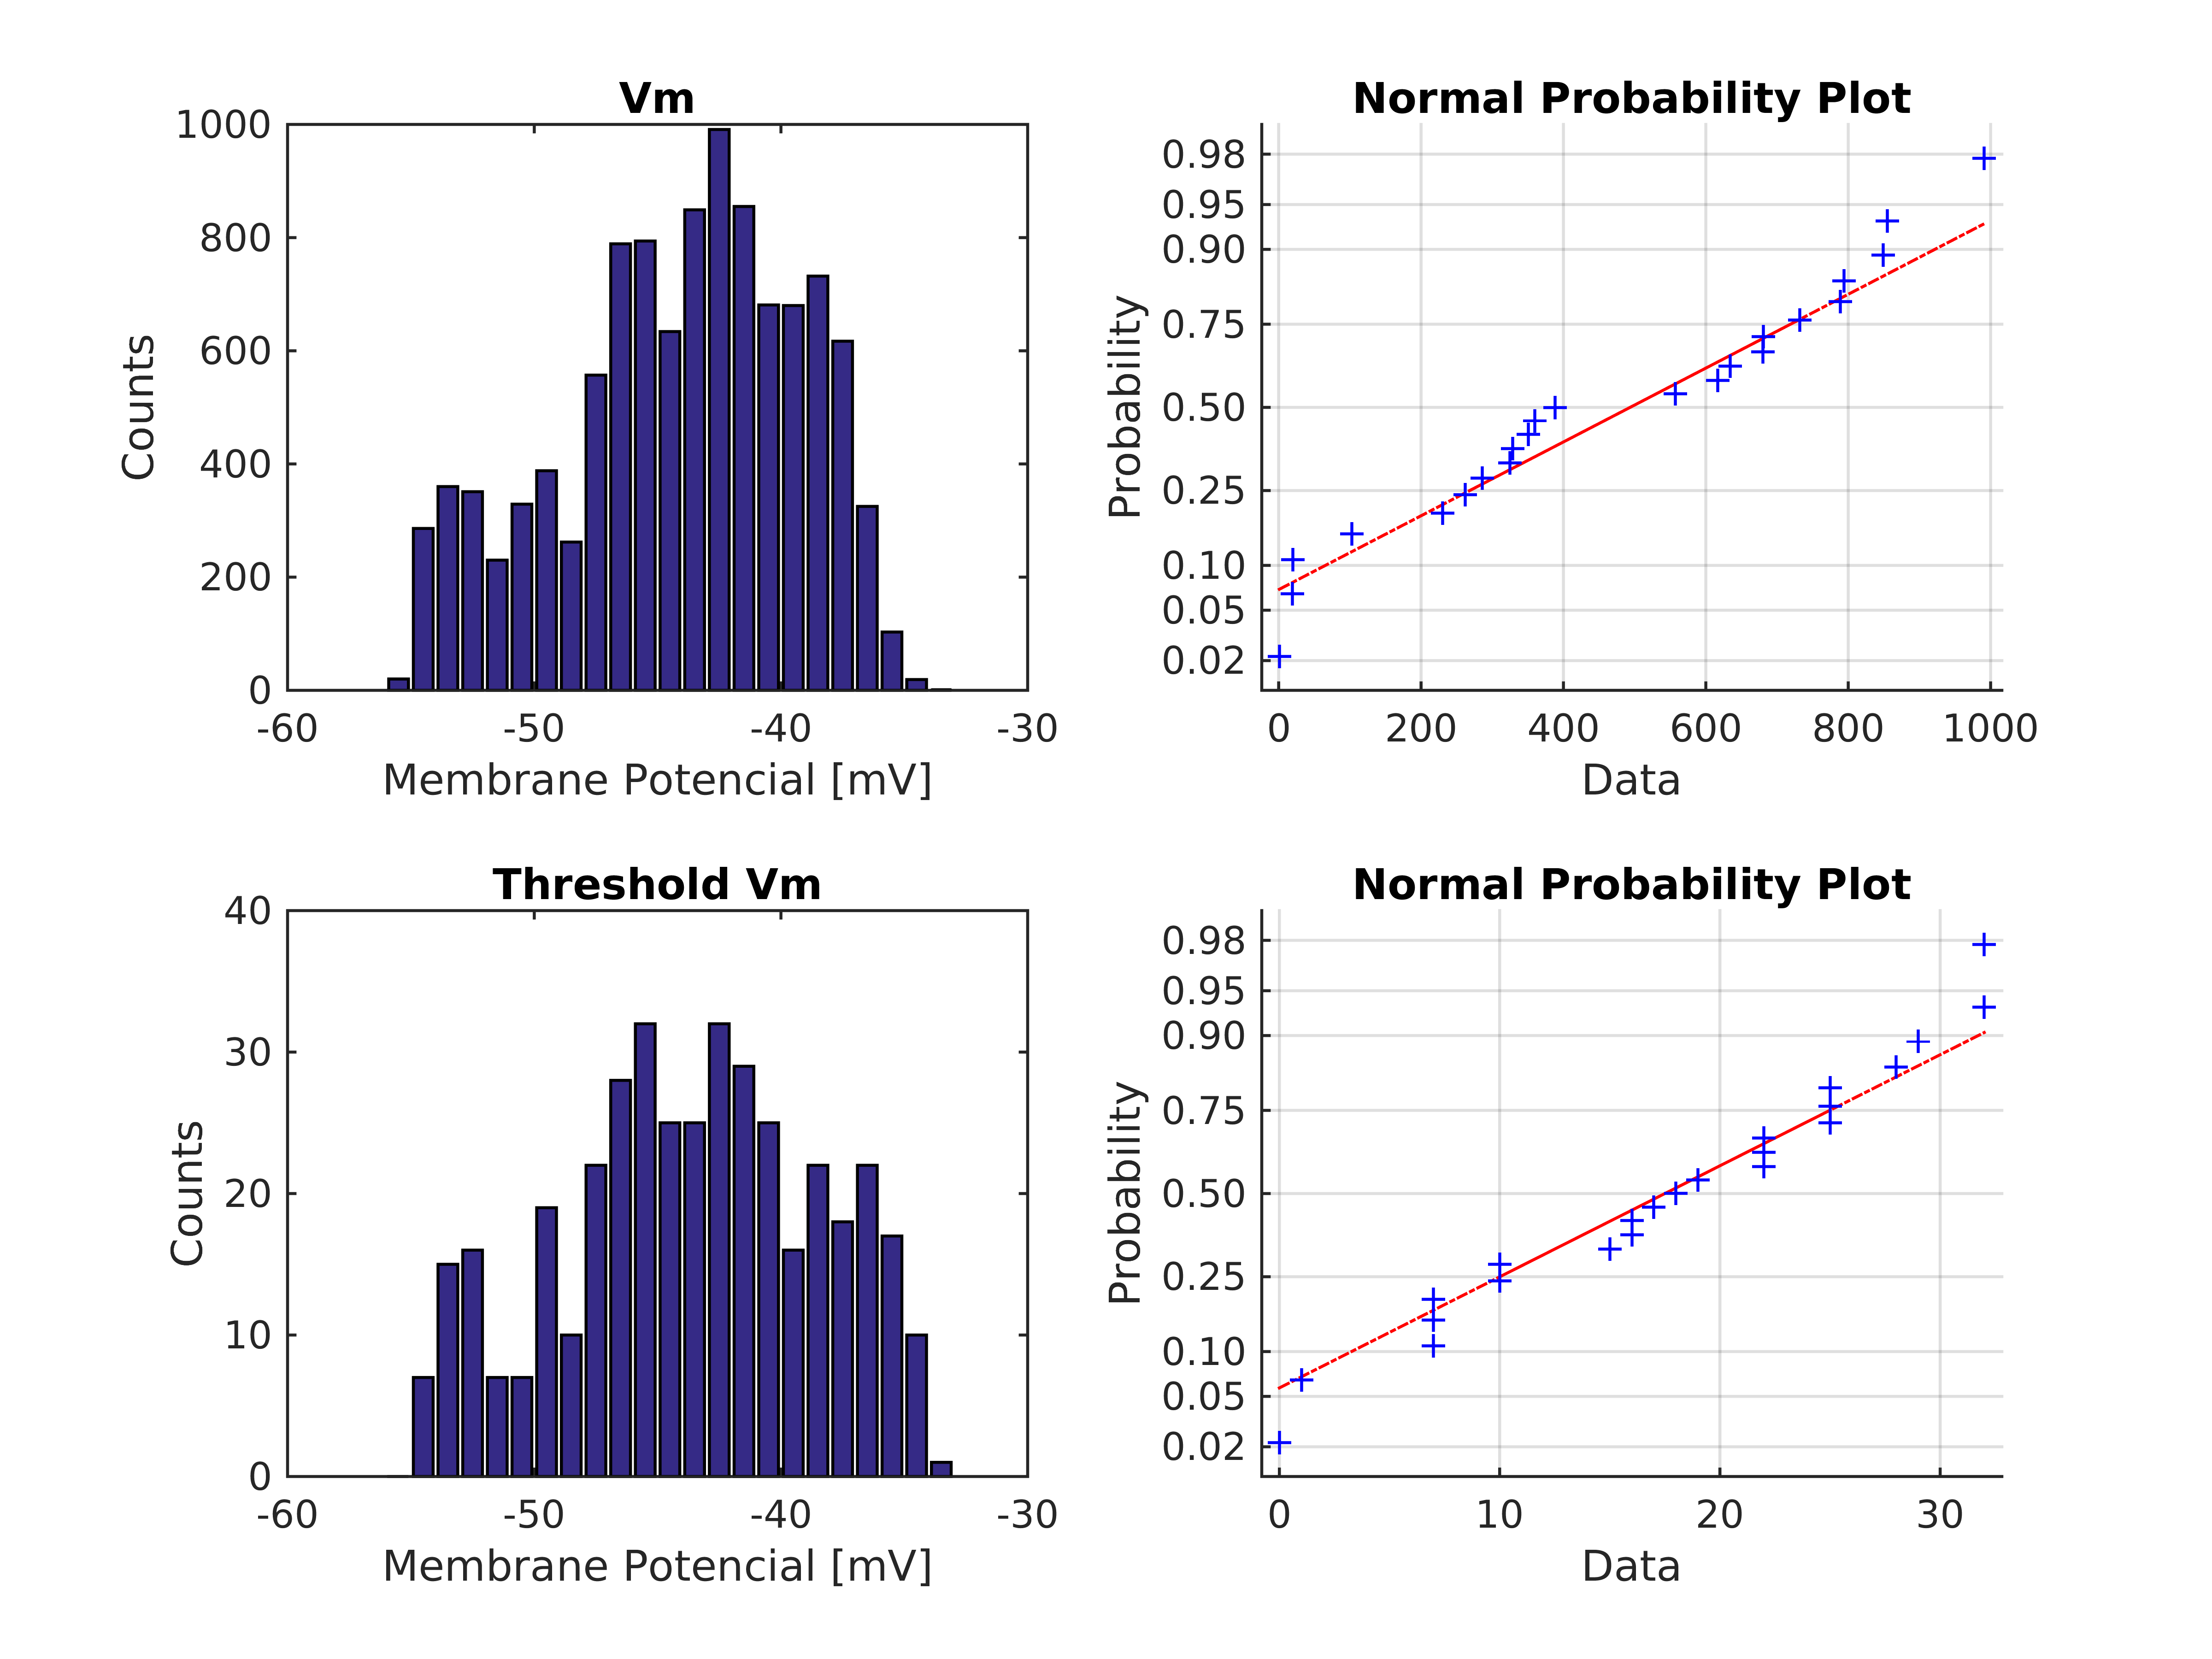 Vm
1000
800
600
400
200
0
-60 -50 -40 -30
Counts
Membrane Potencial [mV]
Normal Probability Plot
0.98
0.95
0.90
0.75
0.50
0.25
0.10
0.05
0.02
0 200 400 600 800 1000
Probability
Data
Threshold Vm
40
30
20
10
0
-60 -50 -40 -30
Counts
Membrane Potencial [mV]
Normal Probability Plot
0.98
0.95
0.90
0.75
0.50
0.25
0.10
0.05
0.02
0 10 20 30
Probability
Data